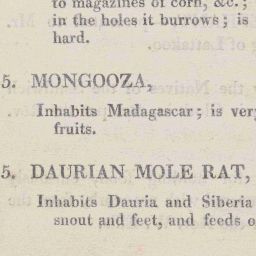 to magazines of corn, &c.;
in the holes it burrows; is
hard.
5. MONGOOZA,
Inhabits Madagascar; is very
fruits.
5. DAURIAN MOLE RAT,
Inhabits Dauria and Siberia
snout and feet, and feeds o